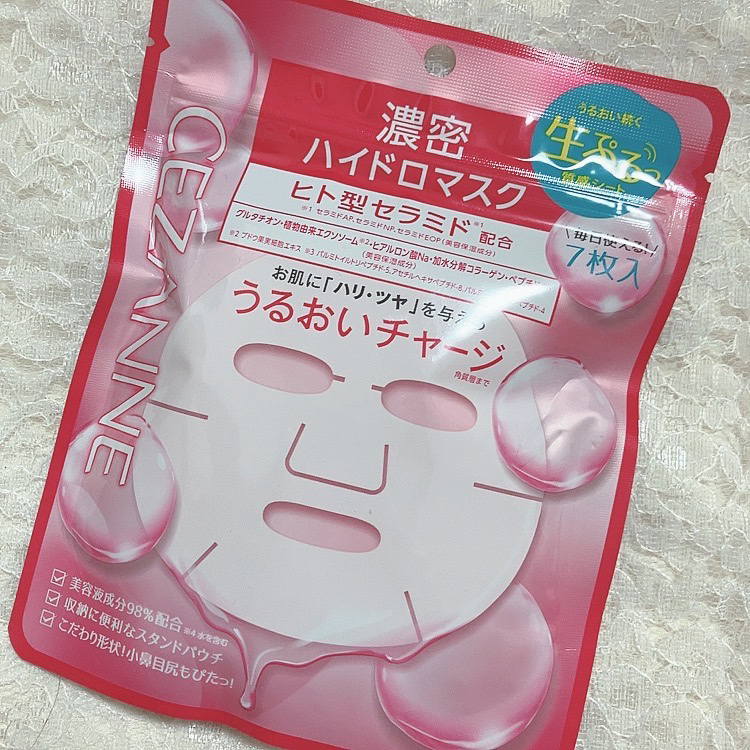 CEZANNE
濃密
ハイドロマスク
うるおい続く
生ぷるっ
質感シート
ヒト型セラミド※1 配合
※1 セラミドAP、セラミドNP、セラミドEOP(美容保湿成分)
グルタチオン・植物由来エクソソーム※2・ヒアルロン酸Na・加水分解コラーゲン・ペプチド
(美容保湿成分)
※2 ブドウ果実細胞エキス ※3 パルミトイルトリペプチド-5、アセチルヘキサペプチド-8、パル
プチド-4
\毎日使える!/
7枚入
お肌に「ハリ・ツヤ」を与える
うるおいチャージ
角質層まで
美容液成分98%配合 ※4 水を含む
収納に便利なスタンドパウチ
こだわり形状!小鼻目尻もぴたっ!